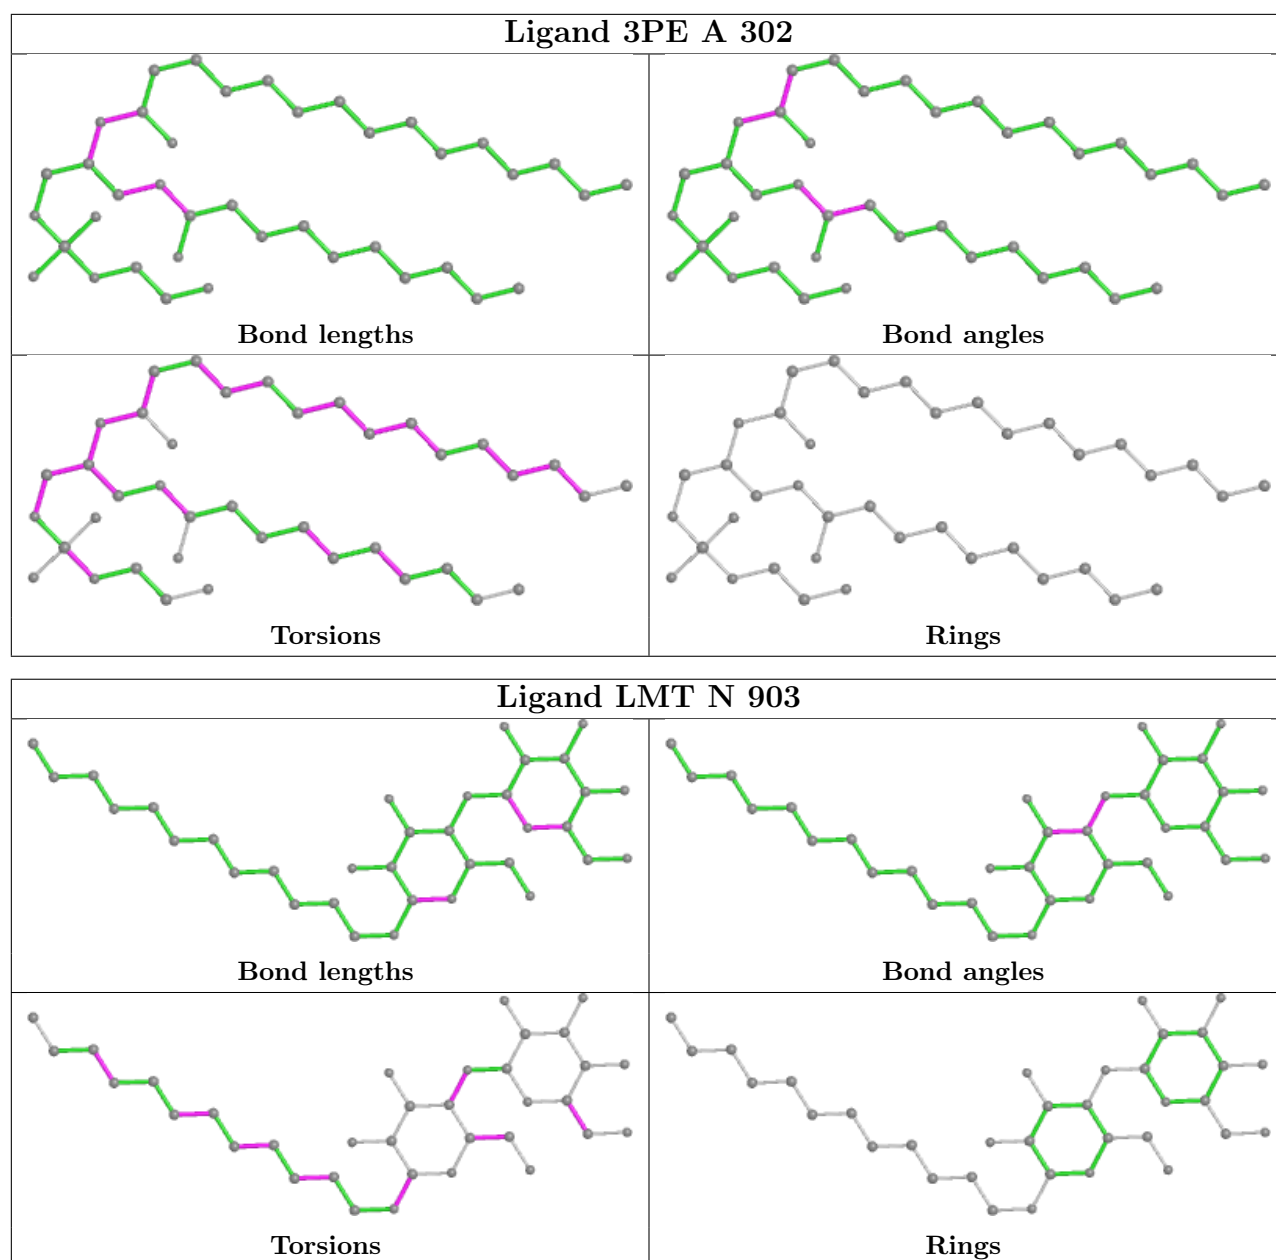 Ligand 3PE A 302
Bond lengths
Bond angles
Torsions
Rings
Ligand LMT N 903
Bond lengths
Bond angles
Torsions
Rings